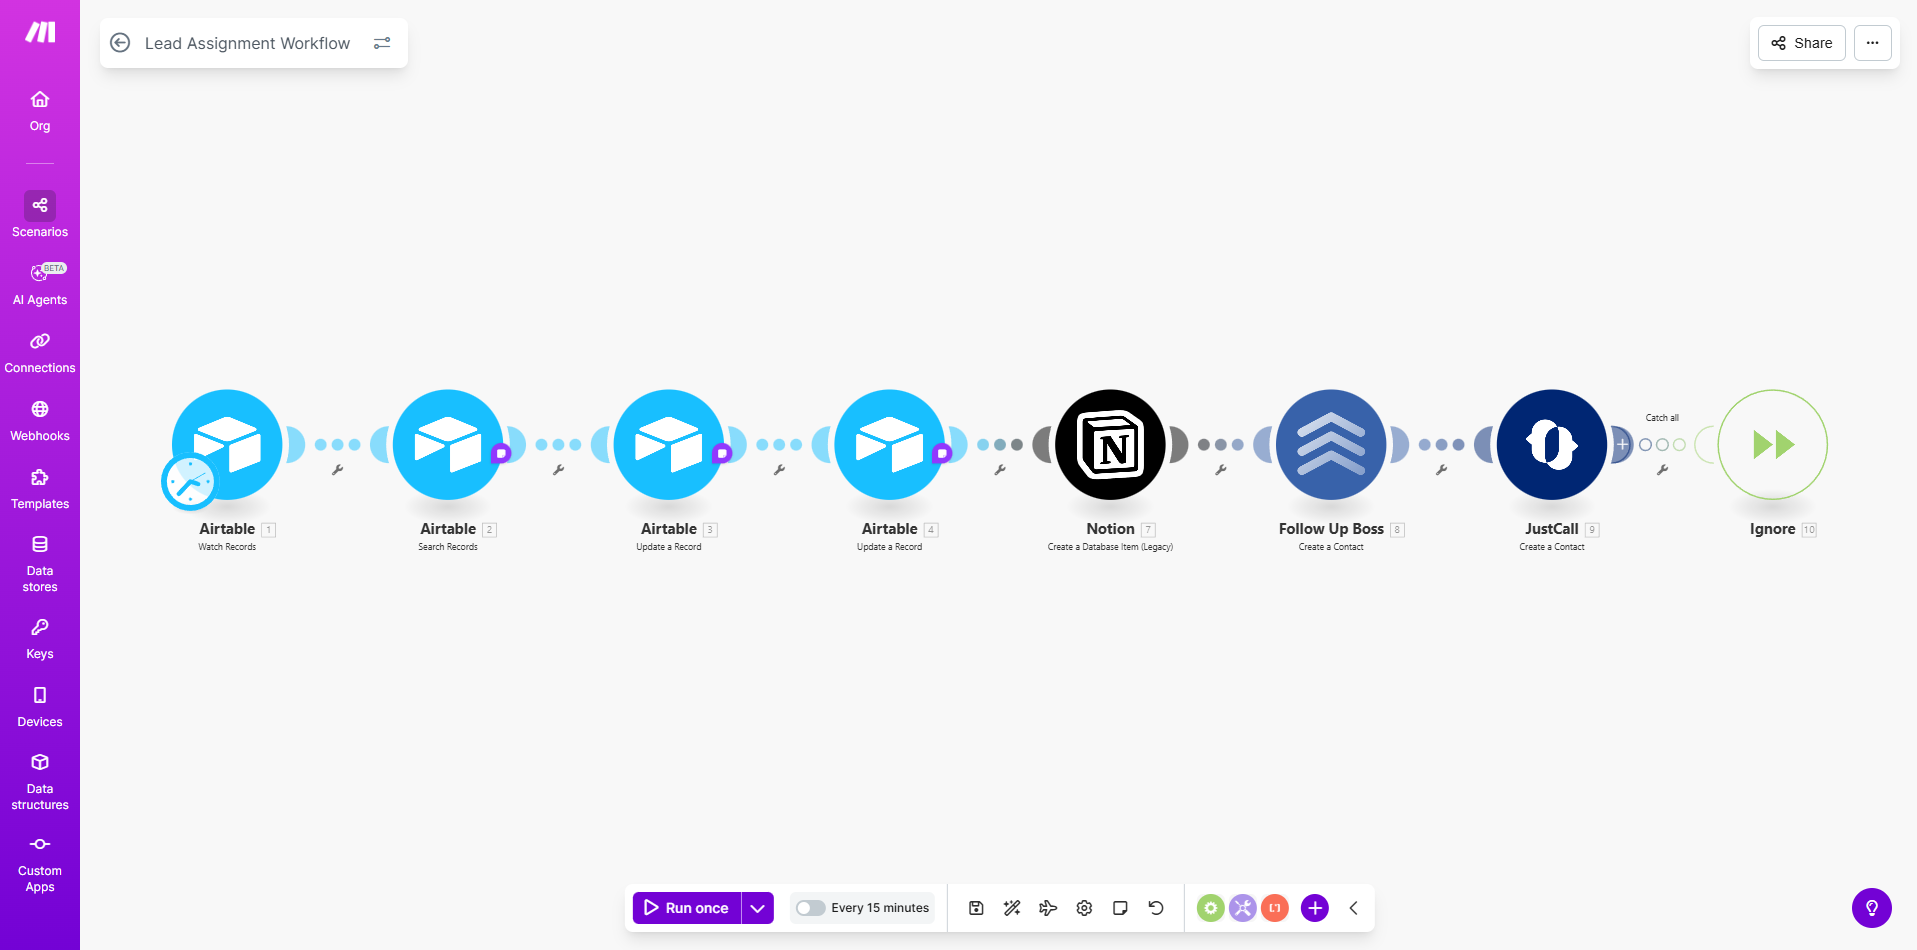 Lead Assignment Workflow
Share
Org
Scenarios
BETA
AI Agents
Connections
Webhooks
Templates
Data
stores
Keys
Devices
Data
structures
Custom
Apps
Airtable 1
Watch Records
Airtable 2
Search Records
Airtable 3
Update a Record
Airtable 4
Update a Record
N
Notion 7
Create a Database Item (Legacy)
Follow Up Boss 8
Create a Contact
JustCall 9
Create a Contact
Catch all
Ignore 10
Run once
Every 15 minutes